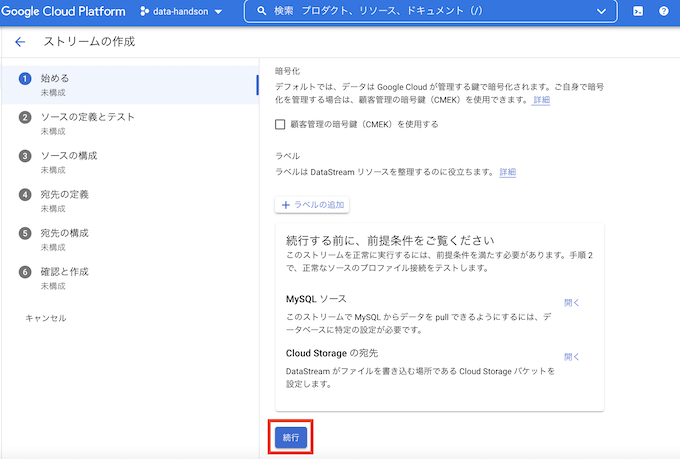 Google Cloud Platform
data-handson
検索 プロダクト、リソース、ドキュメント（/）
ストリームの作成
1
始める
未構成
2
ソースの定義とテスト
未構成
3
ソースの構成
未構成
4
宛先の定義
未構成
5
宛先の構成
未構成
6
確認と作成
未構成
キャンセル
暗号化
デフォルトでは、データは Google Cloud が管理する鍵で暗号化されます。ご自身で暗号
化を管理する場合は、顧客管理の暗号鍵（CMEK）を使用できます。 詳細
顧客管理の暗号鍵（CMEK）を使用する
ラベル
ラベルは DataStream リソースを整理するのに役立ちます。 詳細
＋ ラベルの追加
続行する前に、前提条件をご覧ください
このストリームを正常に実行するには、前提条件を満たす必要があります。手順 2
で、正常なソースのプロファイル接続をテストします。
MySQL ソース
開く
このストリームで MySQL からデータを pull できるようにするには、デ
ータベースに特定の設定が必要です。
Cloud Storage の宛先
開く
DataStream がファイルを書き込む場所である Cloud Storage バケットを
設定します。
続行